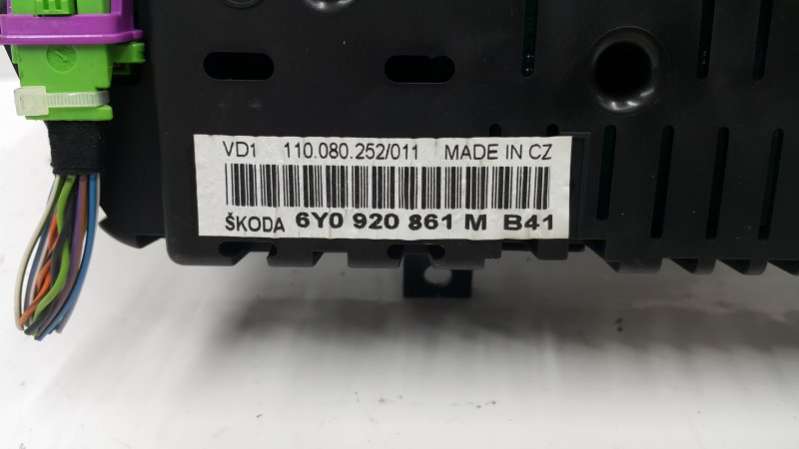 VD1 110.080.252/011 MADE IN CZ
ŠKODA 6Y0 920 861 M B41